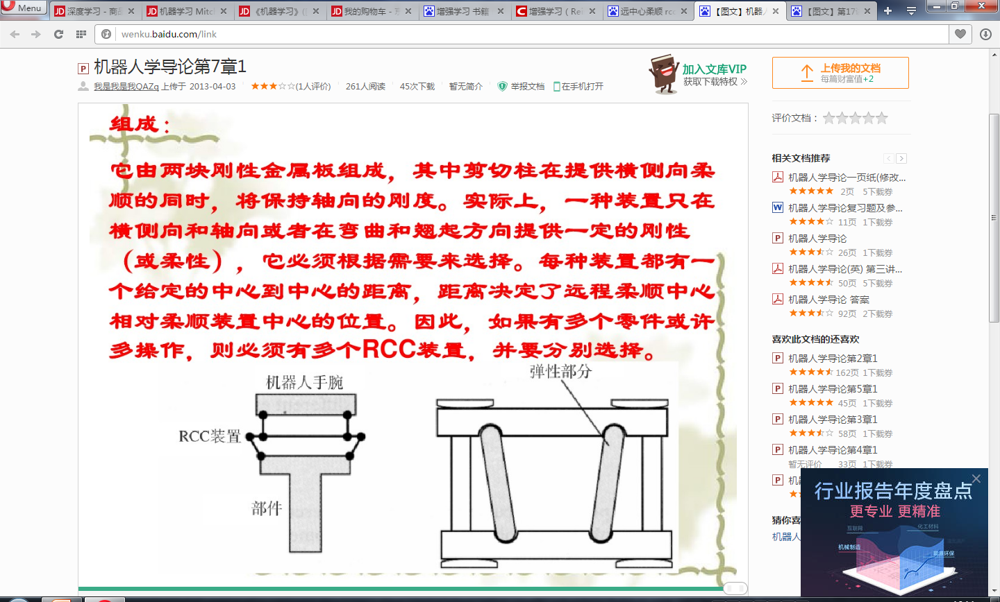 Menu
深度学习 - 商品
机器学习 Mitch
《机器学习》(
我的购物车 -
增强学习 书籍
增强学习（Rei
远中心柔顺 rcc
【图文】机器人
【图文】第17
wenku.baidu.com/link
机器人学导论第7章1
我是我是我QAZq 上传于 2013-04-03
(1人评价)
261人阅读
45次下载
暂无简介
举报文档
在手机打开
加入文库VIP
获取下载特权
上传我的文档
每篇财富值+2
评价文档：
组成：
它由两块刚性金属板组成，其中剪切柱在提供横侧向柔
顺的同时，将保持轴向的刚度。实际上，一种装置只在
横侧向和轴向或者在弯曲和翘起方向提供一定的刚性
（或柔性），它必须根据需要来选择。每种装置都有一
个给定的中心到中心的距离，距离决定了远程柔顺中心
相对柔顺装置中心的位置。因此，如果有多个零件或许
多操作，则必须有多个RCC装置，并要分别选择。
机器人手腕
RCC装置
部件
弹性部分
相关文档推荐
机器人学导论一页纸(修改...
2页 5下载券
机器人学导论复习题及参...
11页 1下载券
机器人学导论
26页 1下载券
机器人学导论(英) 第三讲...
50页 5下载券
机器人学导论 答案
92页 2下载券
喜欢此文档的还喜欢
机器人学导论第2章1
162页 1下载券
机器人学导论第5章1
45页 1下载券
机器人学导论第3章1
58页 1下载券
机器人学导论第4章1
暂无评价 33页 1下载券
机
猜你喜
机器人
行业报告年度盘点
更专业 更精准
互联网
化工材料
机械制造
能源环保